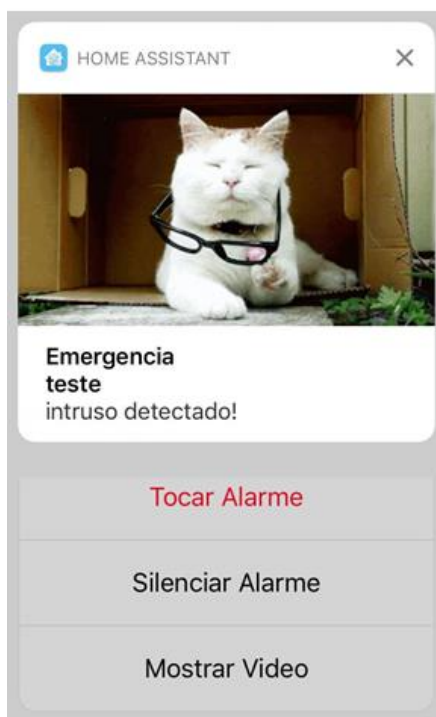 HOME ASSISTANT
Emergencia
teste
intruso detectado!
Tocar Alarme
Silenciar Alarme
Mostrar Video